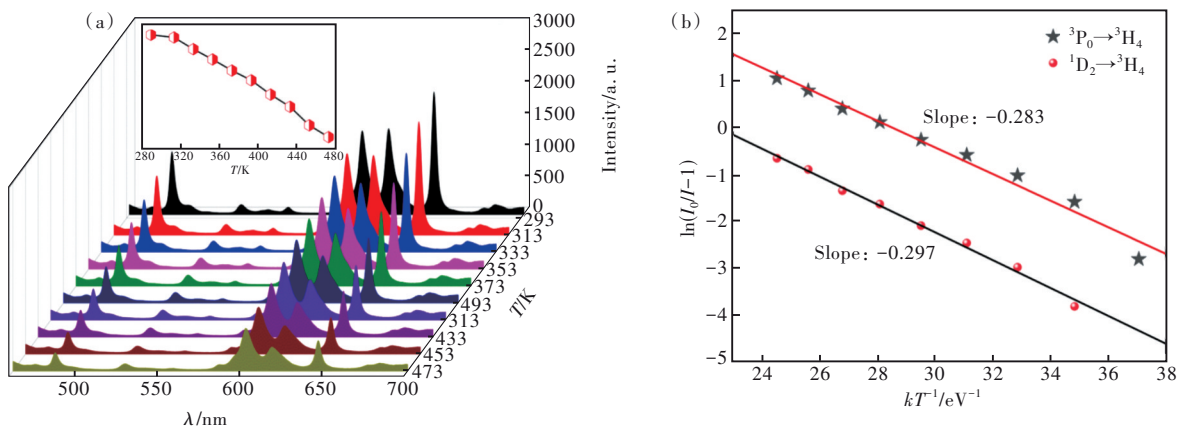 (a)
3000
2500
2000
1500
1000
500
0
Intensity/a. u.
280 320 360 400 440 480
T/K
293
313
333
353
373
493
313
433
453
473
T/K
500 550 600 650 700
λ/nm
(b)
2
1
0
-1
-2
-3
-4
-5
ln(I₀/I-1)
³P₀→³H₄
¹D₂→³H₄
Slope: -0.283
Slope: -0.297
24 26 28 30 32 34 36 38
kT⁻¹/eV⁻¹